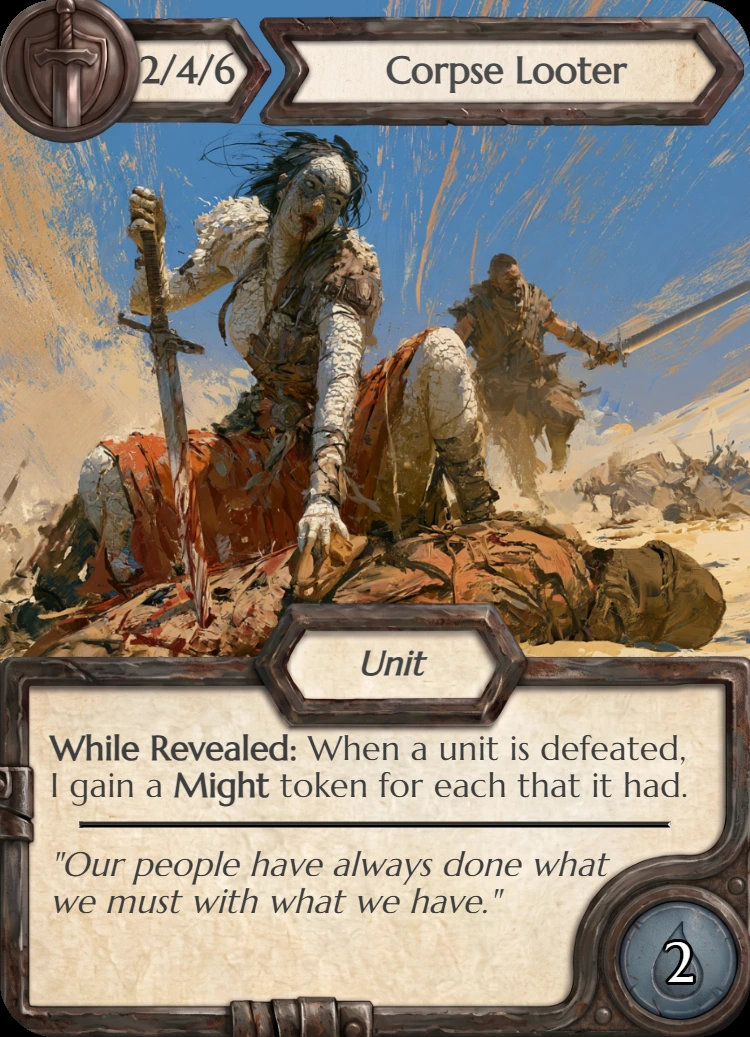 2/4/6
Corpse Looter
Unit
While Revealed: When a unit is defeated,
I gain a Might token for each that it had.
"Our people have always done what
we must with what we have."
2